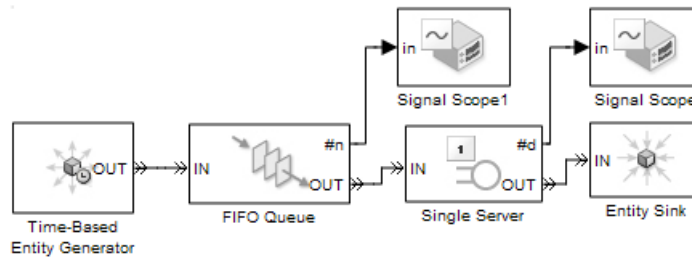 in
in
Signal Scope1
Signal Scope
#n
1
#d
OUT
IN
IN
IN
OUT
OUT
FIFO Queue
Single Server
Entity Sink
Time-Based
Entity Generator